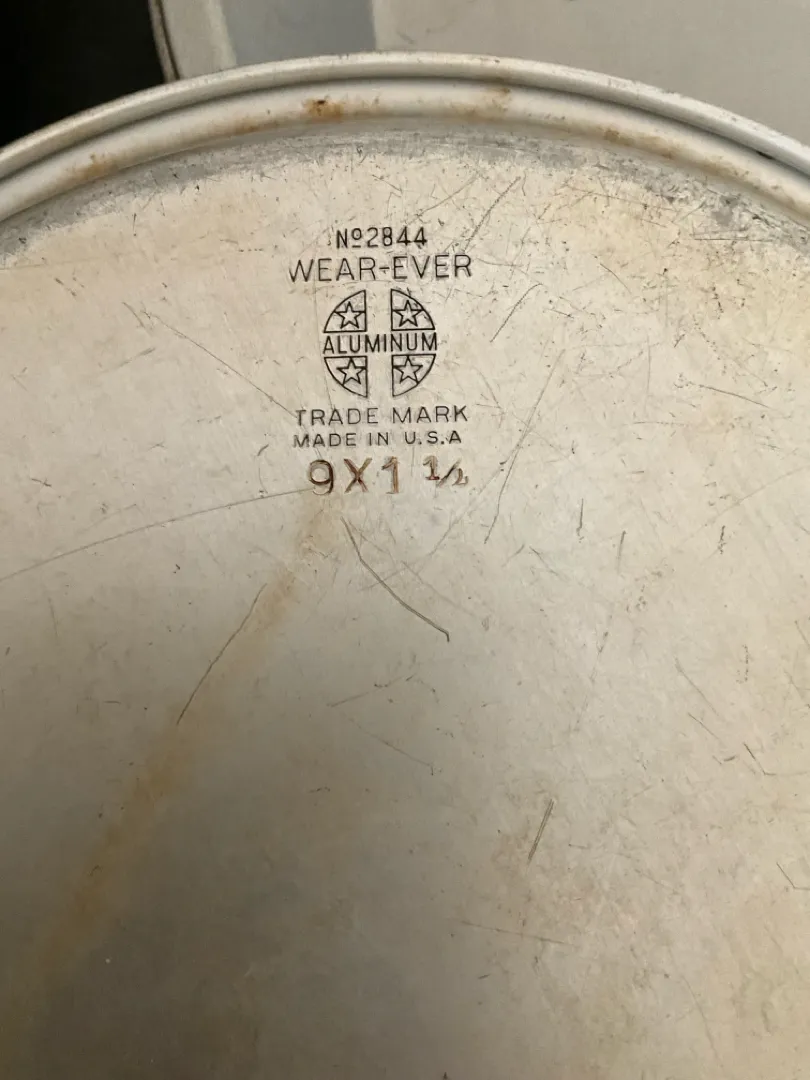 Nº2844
WEAR-EVER
ALUMINUM
TRADE MARK
MADE IN U.S.A
9X1 1/2